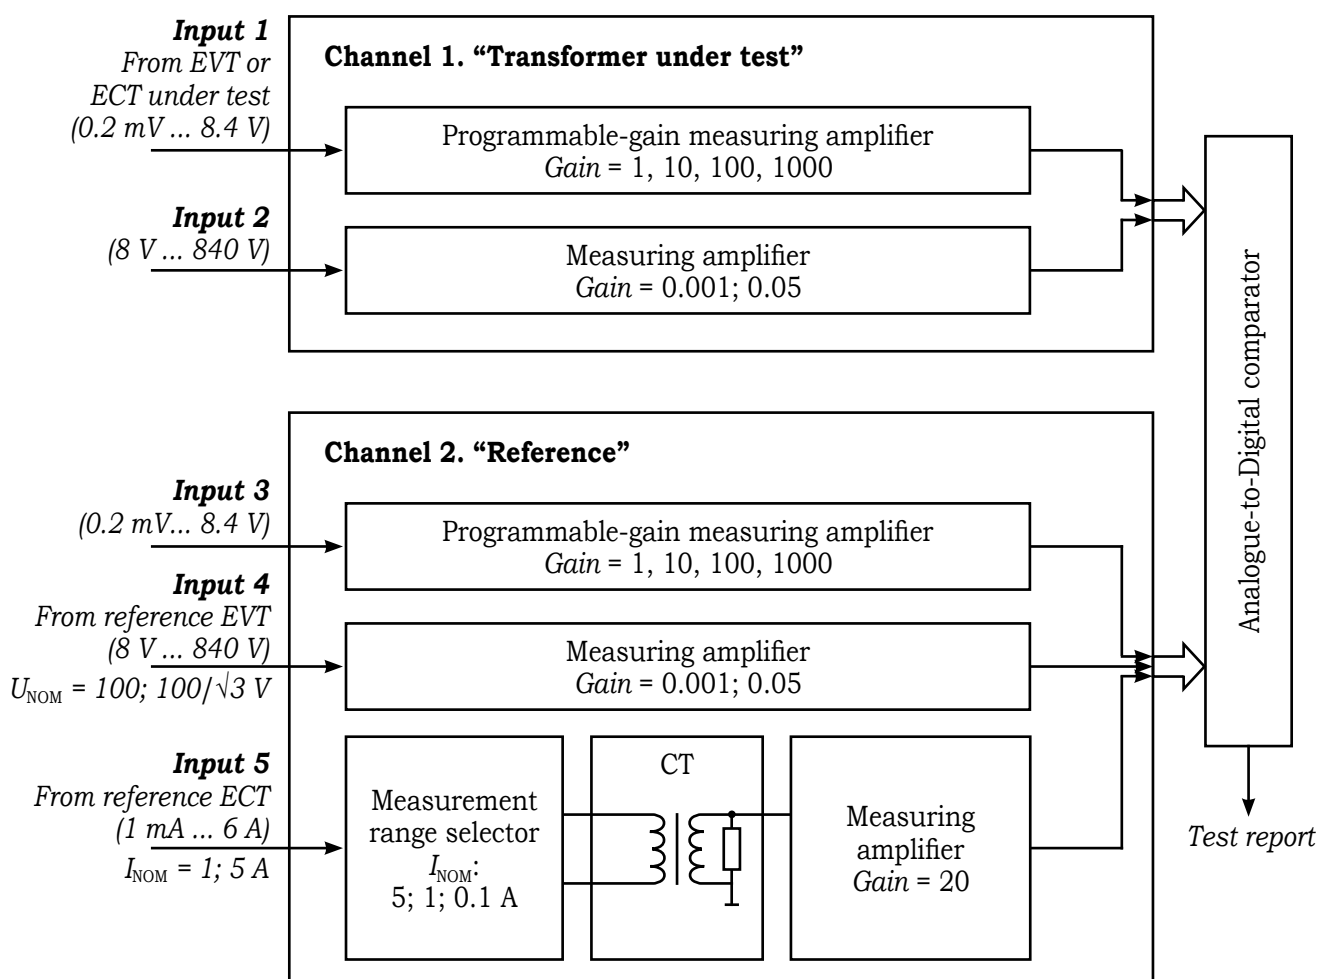 Input 1
From EVT or
ECT under test
(0.2 mV ... 8.4 V)
Channel 1. “Transformer under test”
Programmable-gain measuring amplifier
Gain = 1, 10, 100, 1000
Input 2
(8 V ... 840 V)
Measuring amplifier
Gain = 0.001; 0.05
Analogue-to-Digital comparator
Channel 2. “Reference”
Input 3
(0.2 mV... 8.4 V)
Programmable-gain measuring amplifier
Gain = 1, 10, 100, 1000
Input 4
From reference EVT
(8 V ... 840 V)
U_NOM = 100; 100/√3 V
Measuring amplifier
Gain = 0.001; 0.05
Input 5
From reference ECT
(1 mA ... 6 A)
I_NOM = 1; 5 A
Measurement
range selector
I_NOM:
5; 1; 0.1 A
CT
Measuring
amplifier
Gain = 20
Test report